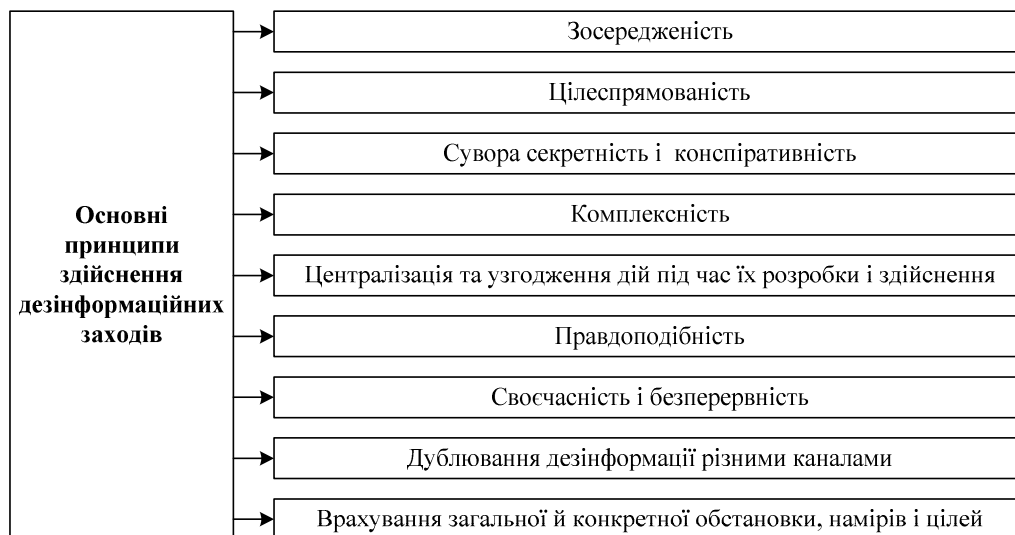 Основні
принципи
здійснення
дезінформаційних
заходів
Зосередженість
Цілеспрямованість
Сувора секретність і конспіративність
Комплексність
Централізація та узгодження дій під час їх розробки і здійснення
Правдоподібність
Своєчасність і безперервність
Дублювання дезінформації різними каналами
Врахування загальної й конкретної обстановки, намірів і цілей